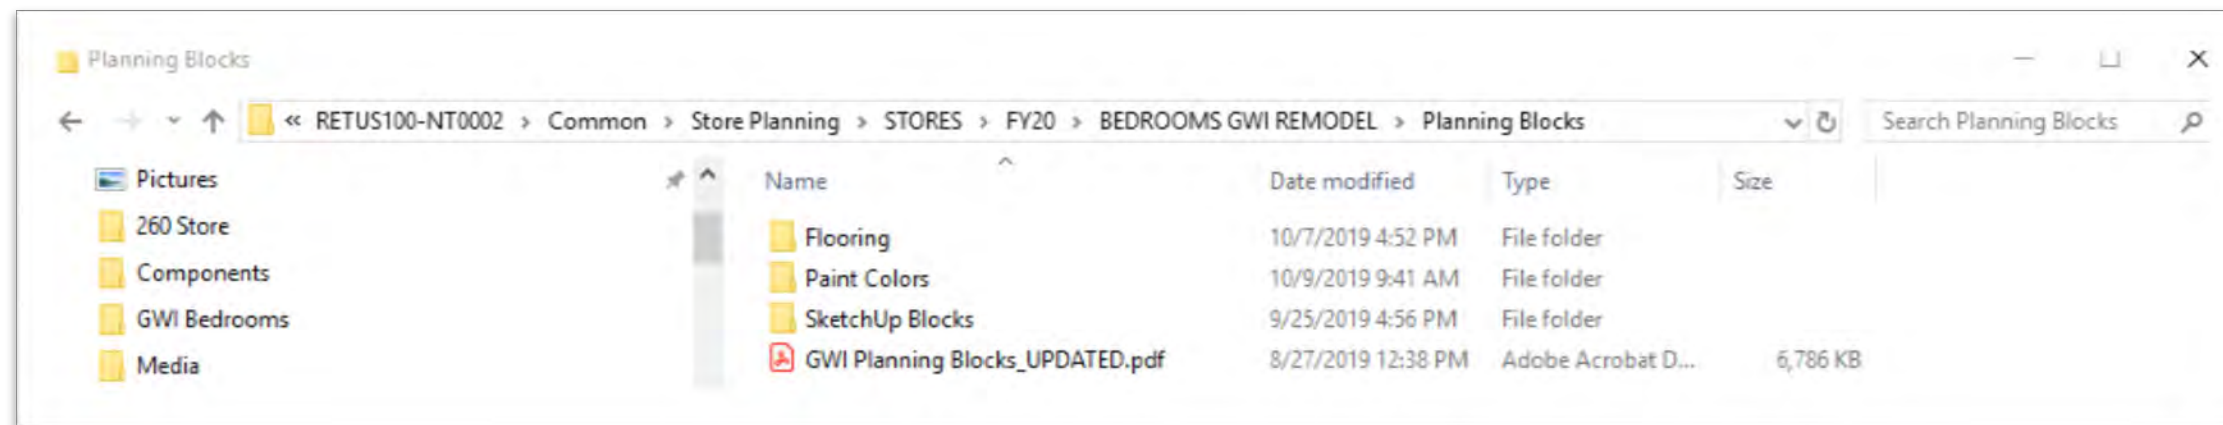 Planning Blocks
« RETUS100-NT0002 > Common > Store Planning > STORES > FY20 > BEDROOMS GWI REMODEL > Planning Blocks
Search Planning Blocks
Pictures
260 Store
Components
GWI Bedrooms
Media
Name Date modified Type Size
Flooring 10/7/2019 4:52 PM File folder
Paint Colors 10/9/2019 9:41 AM File folder
SketchUp Blocks 9/25/2019 4:56 PM File folder
GWI Planning Blocks_UPDATED.pdf 8/27/2019 12:38 PM Adobe Acrobat D... 6,786 KB